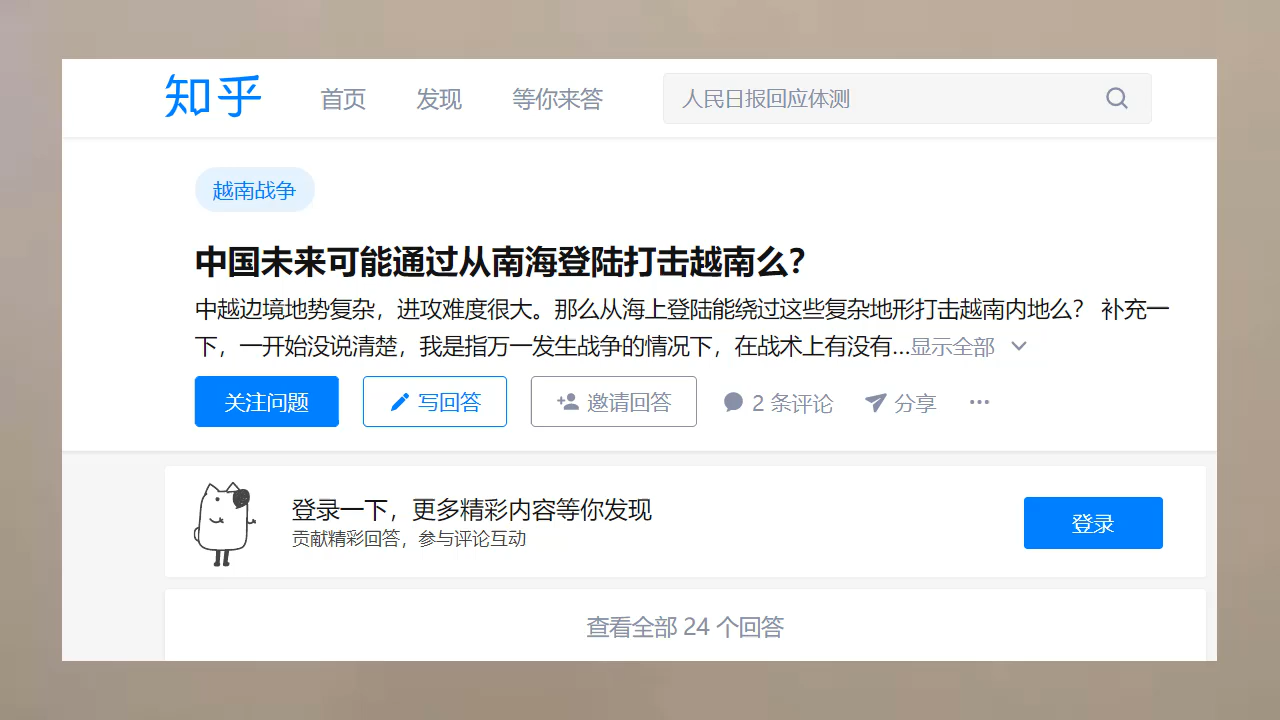 知乎 首页 发现 等你来答 人民日报回应体测
越南战争
中国未来可能通过从南海登陆打击越南么？
中越边境地势复杂，进攻难度很大。那么从海上登陆能绕过这些复杂地形打击越南内地么？ 补充一
下，一开始没说清楚，我是指万一发生战争的情况下，在战术上有没有...显示全部
关注问题 写回答 邀请回答 2 条评论 分享 ...
登录一下，更多精彩内容等你发现
贡献精彩回答，参与评论互动
登录
查看全部 24 个回答